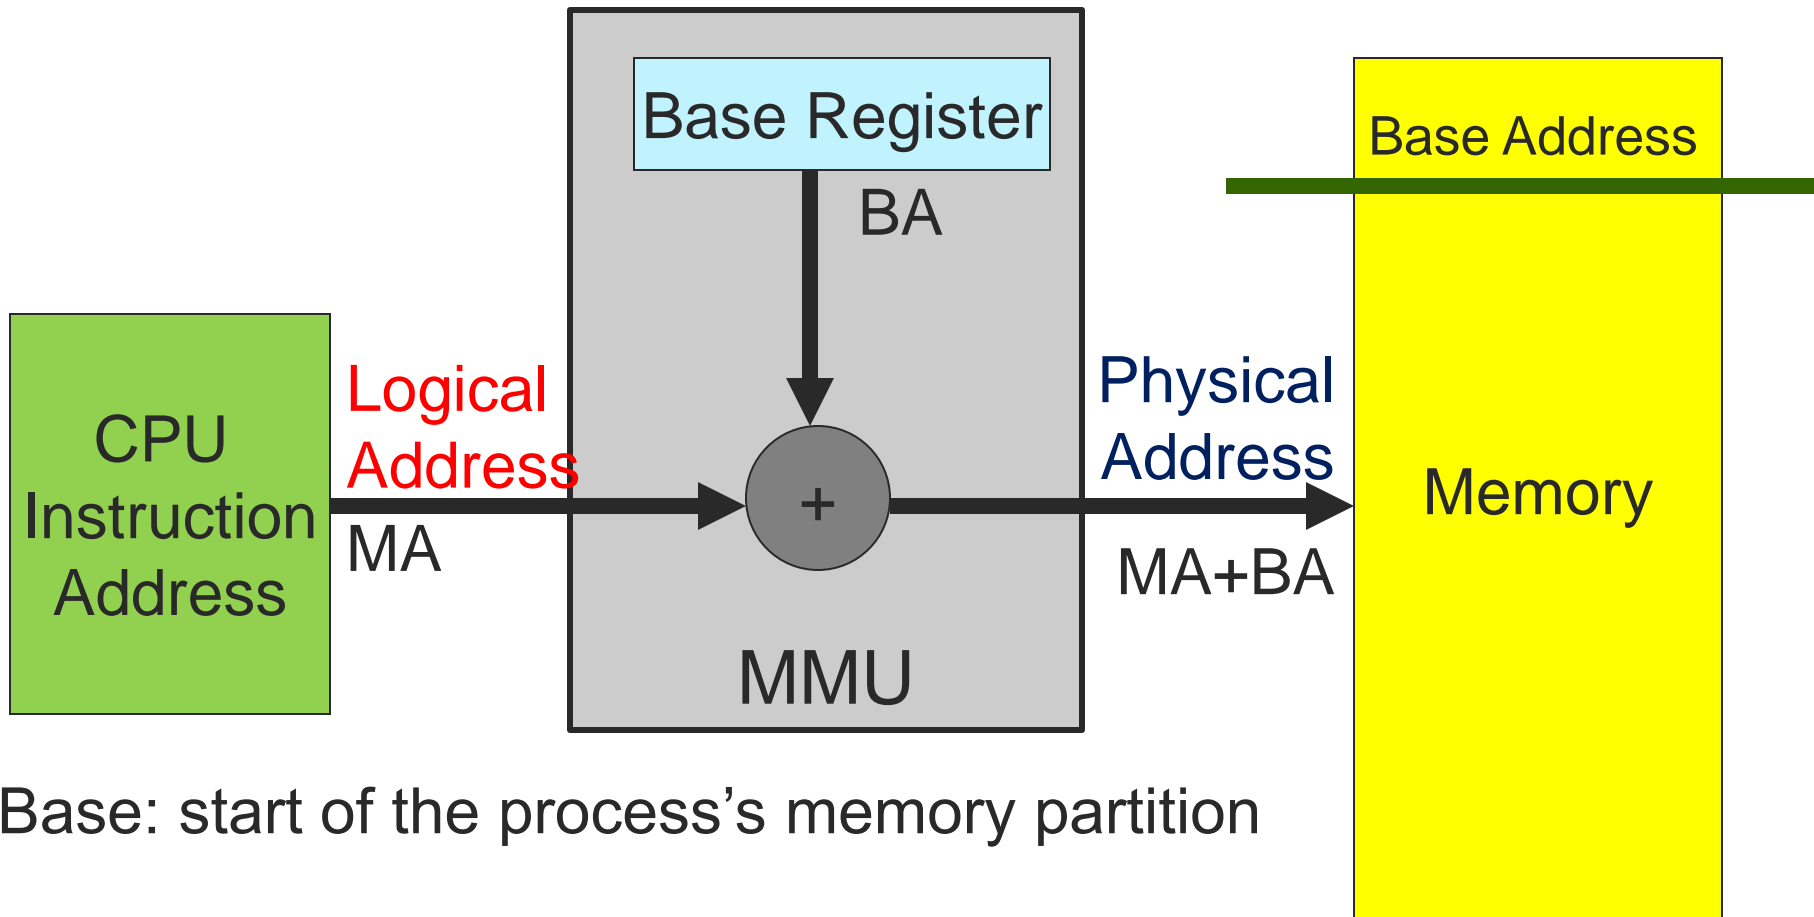 Base Register
BA
Base Address
CPU
Instruction
Address
Logical
Address
MA
+
MMU
Physical
Address
MA+BA
Memory
Base: start of the process’s memory partition